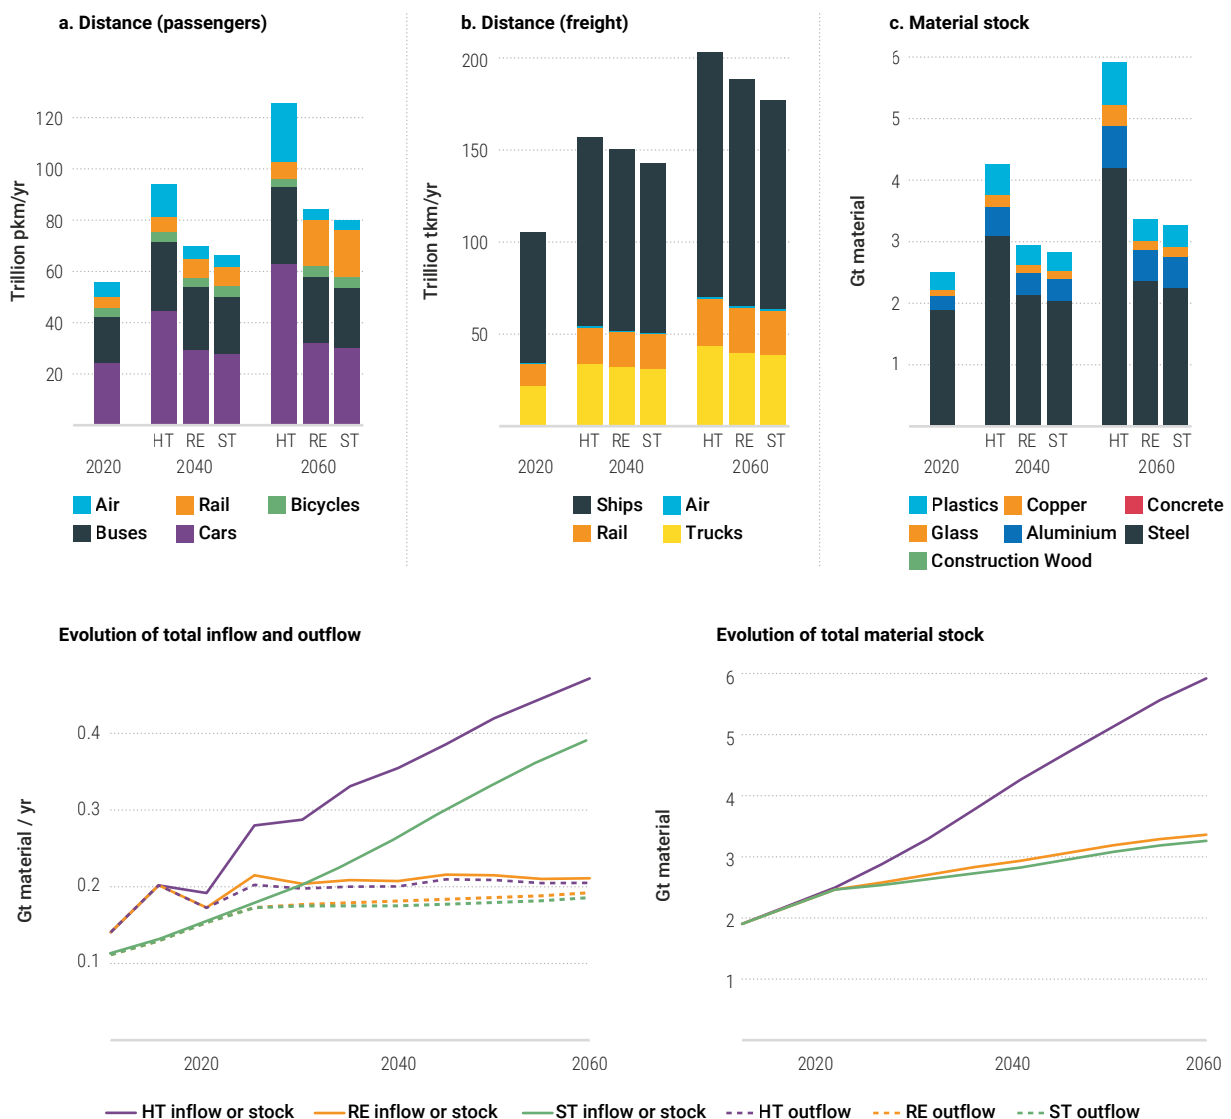 a. Distance (passengers)
Trillion pkm/yr
120
100
80
60
40
20
HT RE ST HT RE ST
2020 2040 2060
Air Rail Bicycles
Buses Cars
b. Distance (freight)
Trillion tkm/yr
200
150
100
50
HT RE ST HT RE ST
2020 2040 2060
Ships Air
Rail Trucks
c. Material stock
Gt material
6
5
4
3
2
1
HT RE ST HT RE ST
2020 2040 2060
Plastics Copper Concrete
Glass Aluminium Steel
Construction Wood
Evolution of total inflow and outflow
Gt material / yr
0.4
0.3
0.2
0.1
2020 2040 2060
Evolution of total material stock
Gt material
6
5
4
3
2
1
2020 2040 2060
HT inflow or stock RE inflow or stock ST inflow or stock HT outflow RE outflow ST outflow